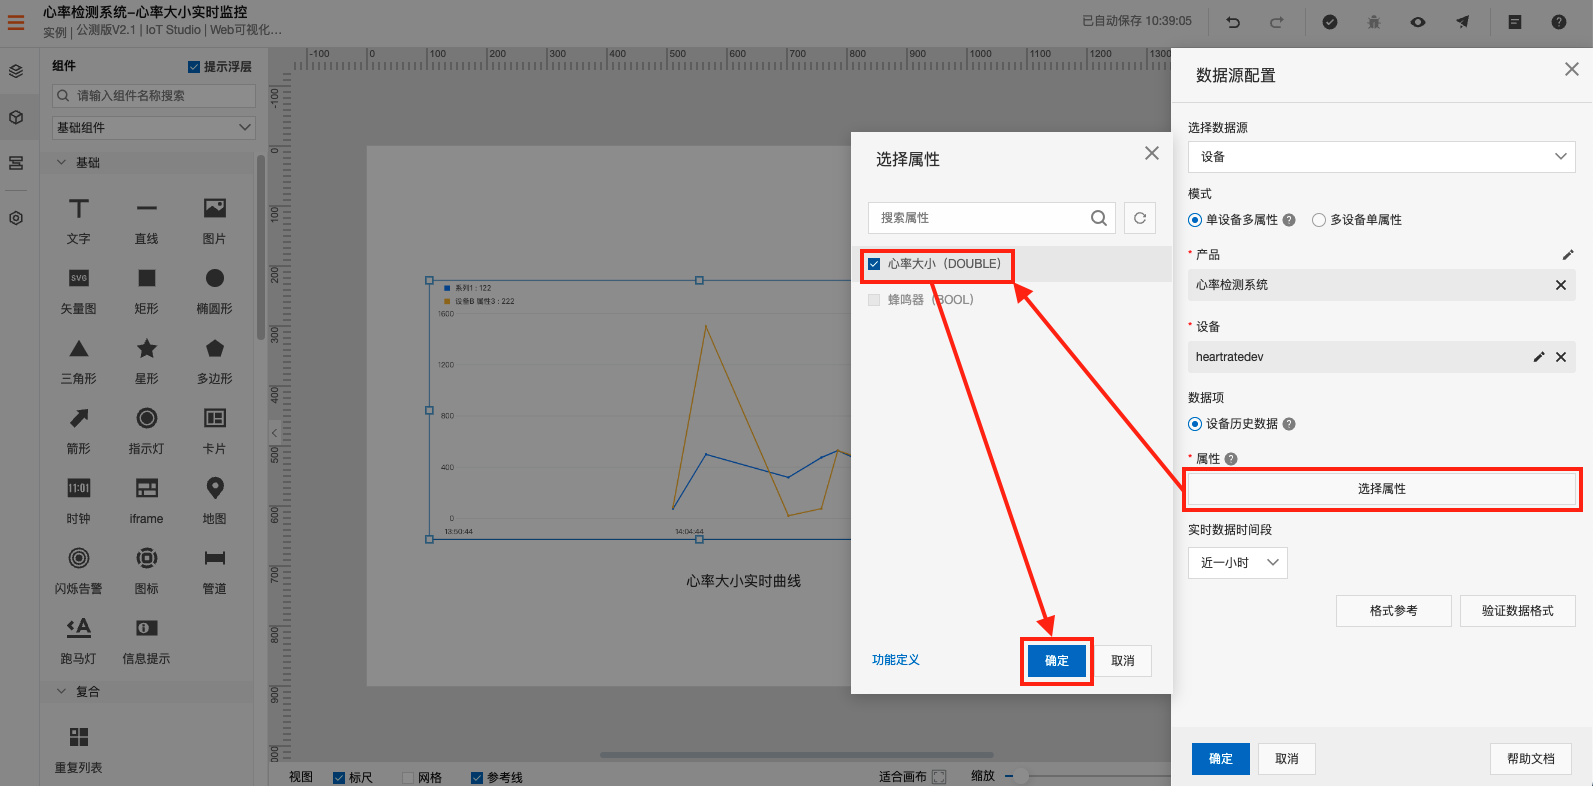 心率检测系统-心率大小实时监控
实例 | 公测版V2.1 | IoT Studio | Web可视化...
已自动保存 10:39:05
组件
提示浮层
请输入组件名称搜索
基础组件
基础
文字
直线
图片
SVG
矢量图
矩形
椭圆形
三角形
星形
多边形
箭形
指示灯
卡片
11:01
时钟
iframe
地图
闪烁告警
图标
管道
跑马灯
信息提示
复合
重复列表
-100
0
100
200
300
400
500
600
700
800
900
1000
1100
1200
1300
-100
0
100
200
300
400
500
600
700
800
900
系列1 : 122
设备B 属性3 : 222
1600
1200
800
400
0
13:50:44
14:04:44
心率大小实时曲线
视图
标尺
网格
参考线
适合画布
缩放
选择属性
搜索属性
心率大小（DOUBLE）
蜂鸣器（BOOL）
功能定义
确定
取消
数据源配置
选择数据源
设备
模式
单设备多属性
多设备单属性
* 产品
心率检测系统
* 设备
heartratedev
数据项
设备历史数据
* 属性
选择属性
实时数据时间段
近一小时
格式参考
验证数据格式
确定
取消
帮助文档